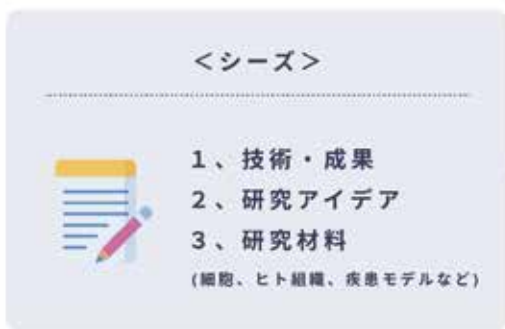 ＜シーズ＞
１、技術・成果
２、研究アイデア
３、研究材料
(細胞、ヒト組織、疾患モデルなど)